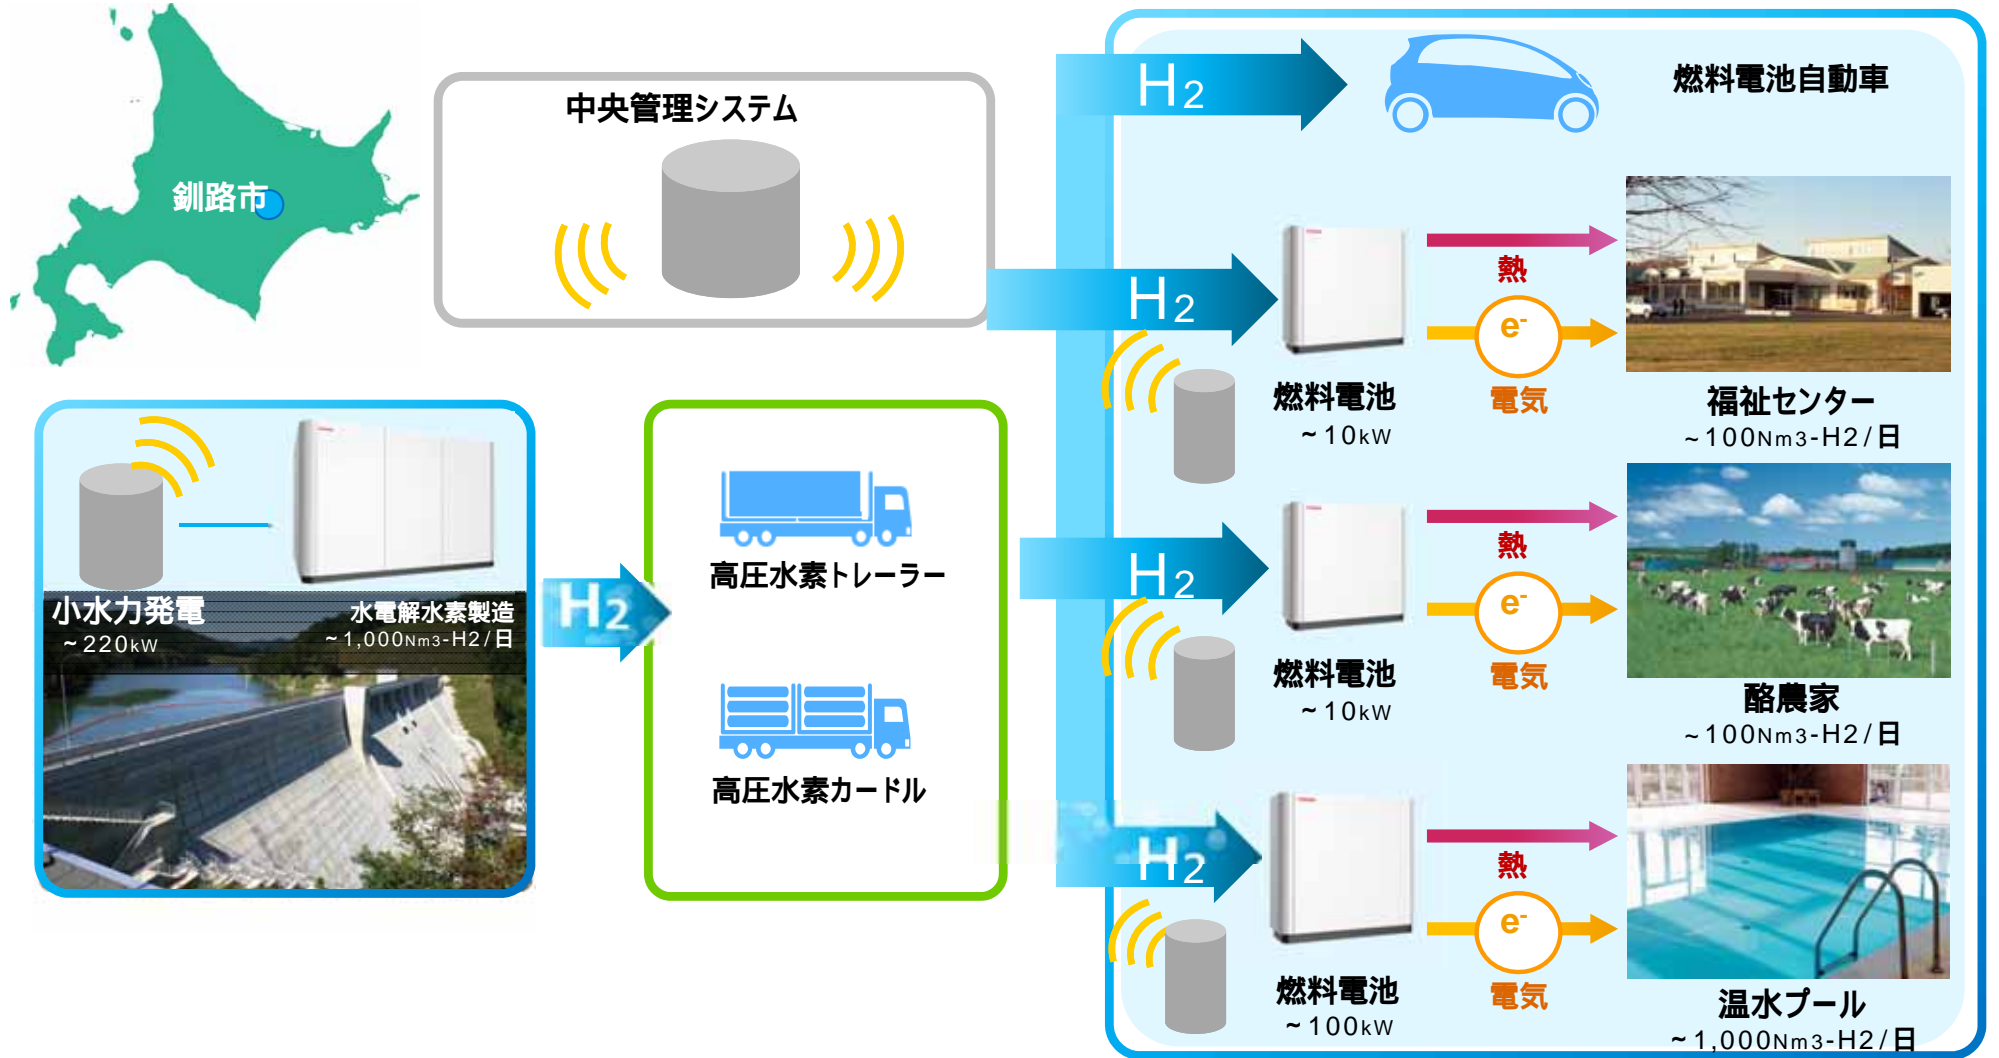 釧路市
中央管理システム
H2
燃料電池自動車
H2
燃料電池
~10kW
熱
e-
電気
福祉センター
~100Nm3-H2/日
小水力発電
~220kW
水電解水素製造
~1,000Nm3-H2/日
H2
高圧水素トレーラー
高圧水素カードル
H2
燃料電池
~10kW
熱
e-
電気
酪農家
~100Nm3-H2/日
H2
燃料電池
~100kW
熱
e-
電気
温水プール
~1,000Nm3-H2/日